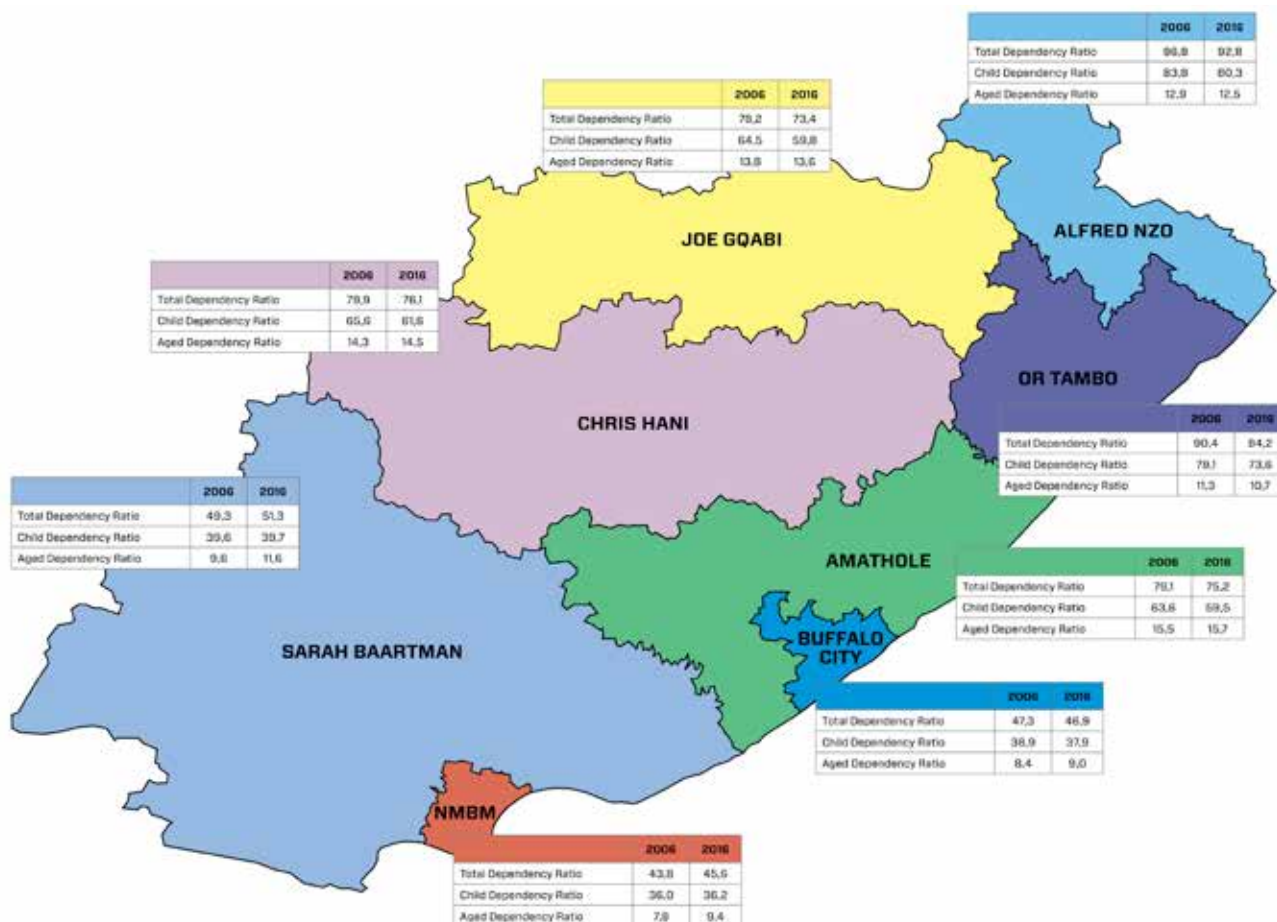 2006 2016
Total Dependency Ratio 96,8 92,8
Child Dependency Ratio 83,8 80,3
Aged Dependency Ratio 12,9 12,5
2006 2016
Total Dependency Ratio 78,2 73,4
Child Dependency Ratio 64,5 59,8
Aged Dependency Ratio 13,8 13,6
JOE GQABI
ALFRED NZO
2006 2016
Total Dependency Ratio 79,9 76,1
Child Dependency Ratio 65,6 61,6
Aged Dependency Ratio 14,3 14,5
OR TAMBO
CHRIS HANI
2006 2016
Total Dependency Ratio 90,4 84,2
Child Dependency Ratio 79,1 73,6
Aged Dependency Ratio 11,3 10,7
2006 2016
Total Dependency Ratio 49,3 51,3
Child Dependency Ratio 39,6 39,7
Aged Dependency Ratio 9,6 11,6
AMATHOLE
2006 2016
Total Dependency Ratio 79,1 75,2
Child Dependency Ratio 63,6 59,5
Aged Dependency Ratio 15,5 15,7
BUFFALO
CITY
SARAH BAARTMAN
2006 2016
Total Dependency Ratio 47,3 46,9
Child Dependency Ratio 38,9 37,9
Aged Dependency Ratio 8,4 9,0
NMBM
2006 2016
Total Dependency Ratio 43,8 45,6
Child Dependency Ratio 36,0 36,2
Aged Dependency Ratio 7,8 9,4